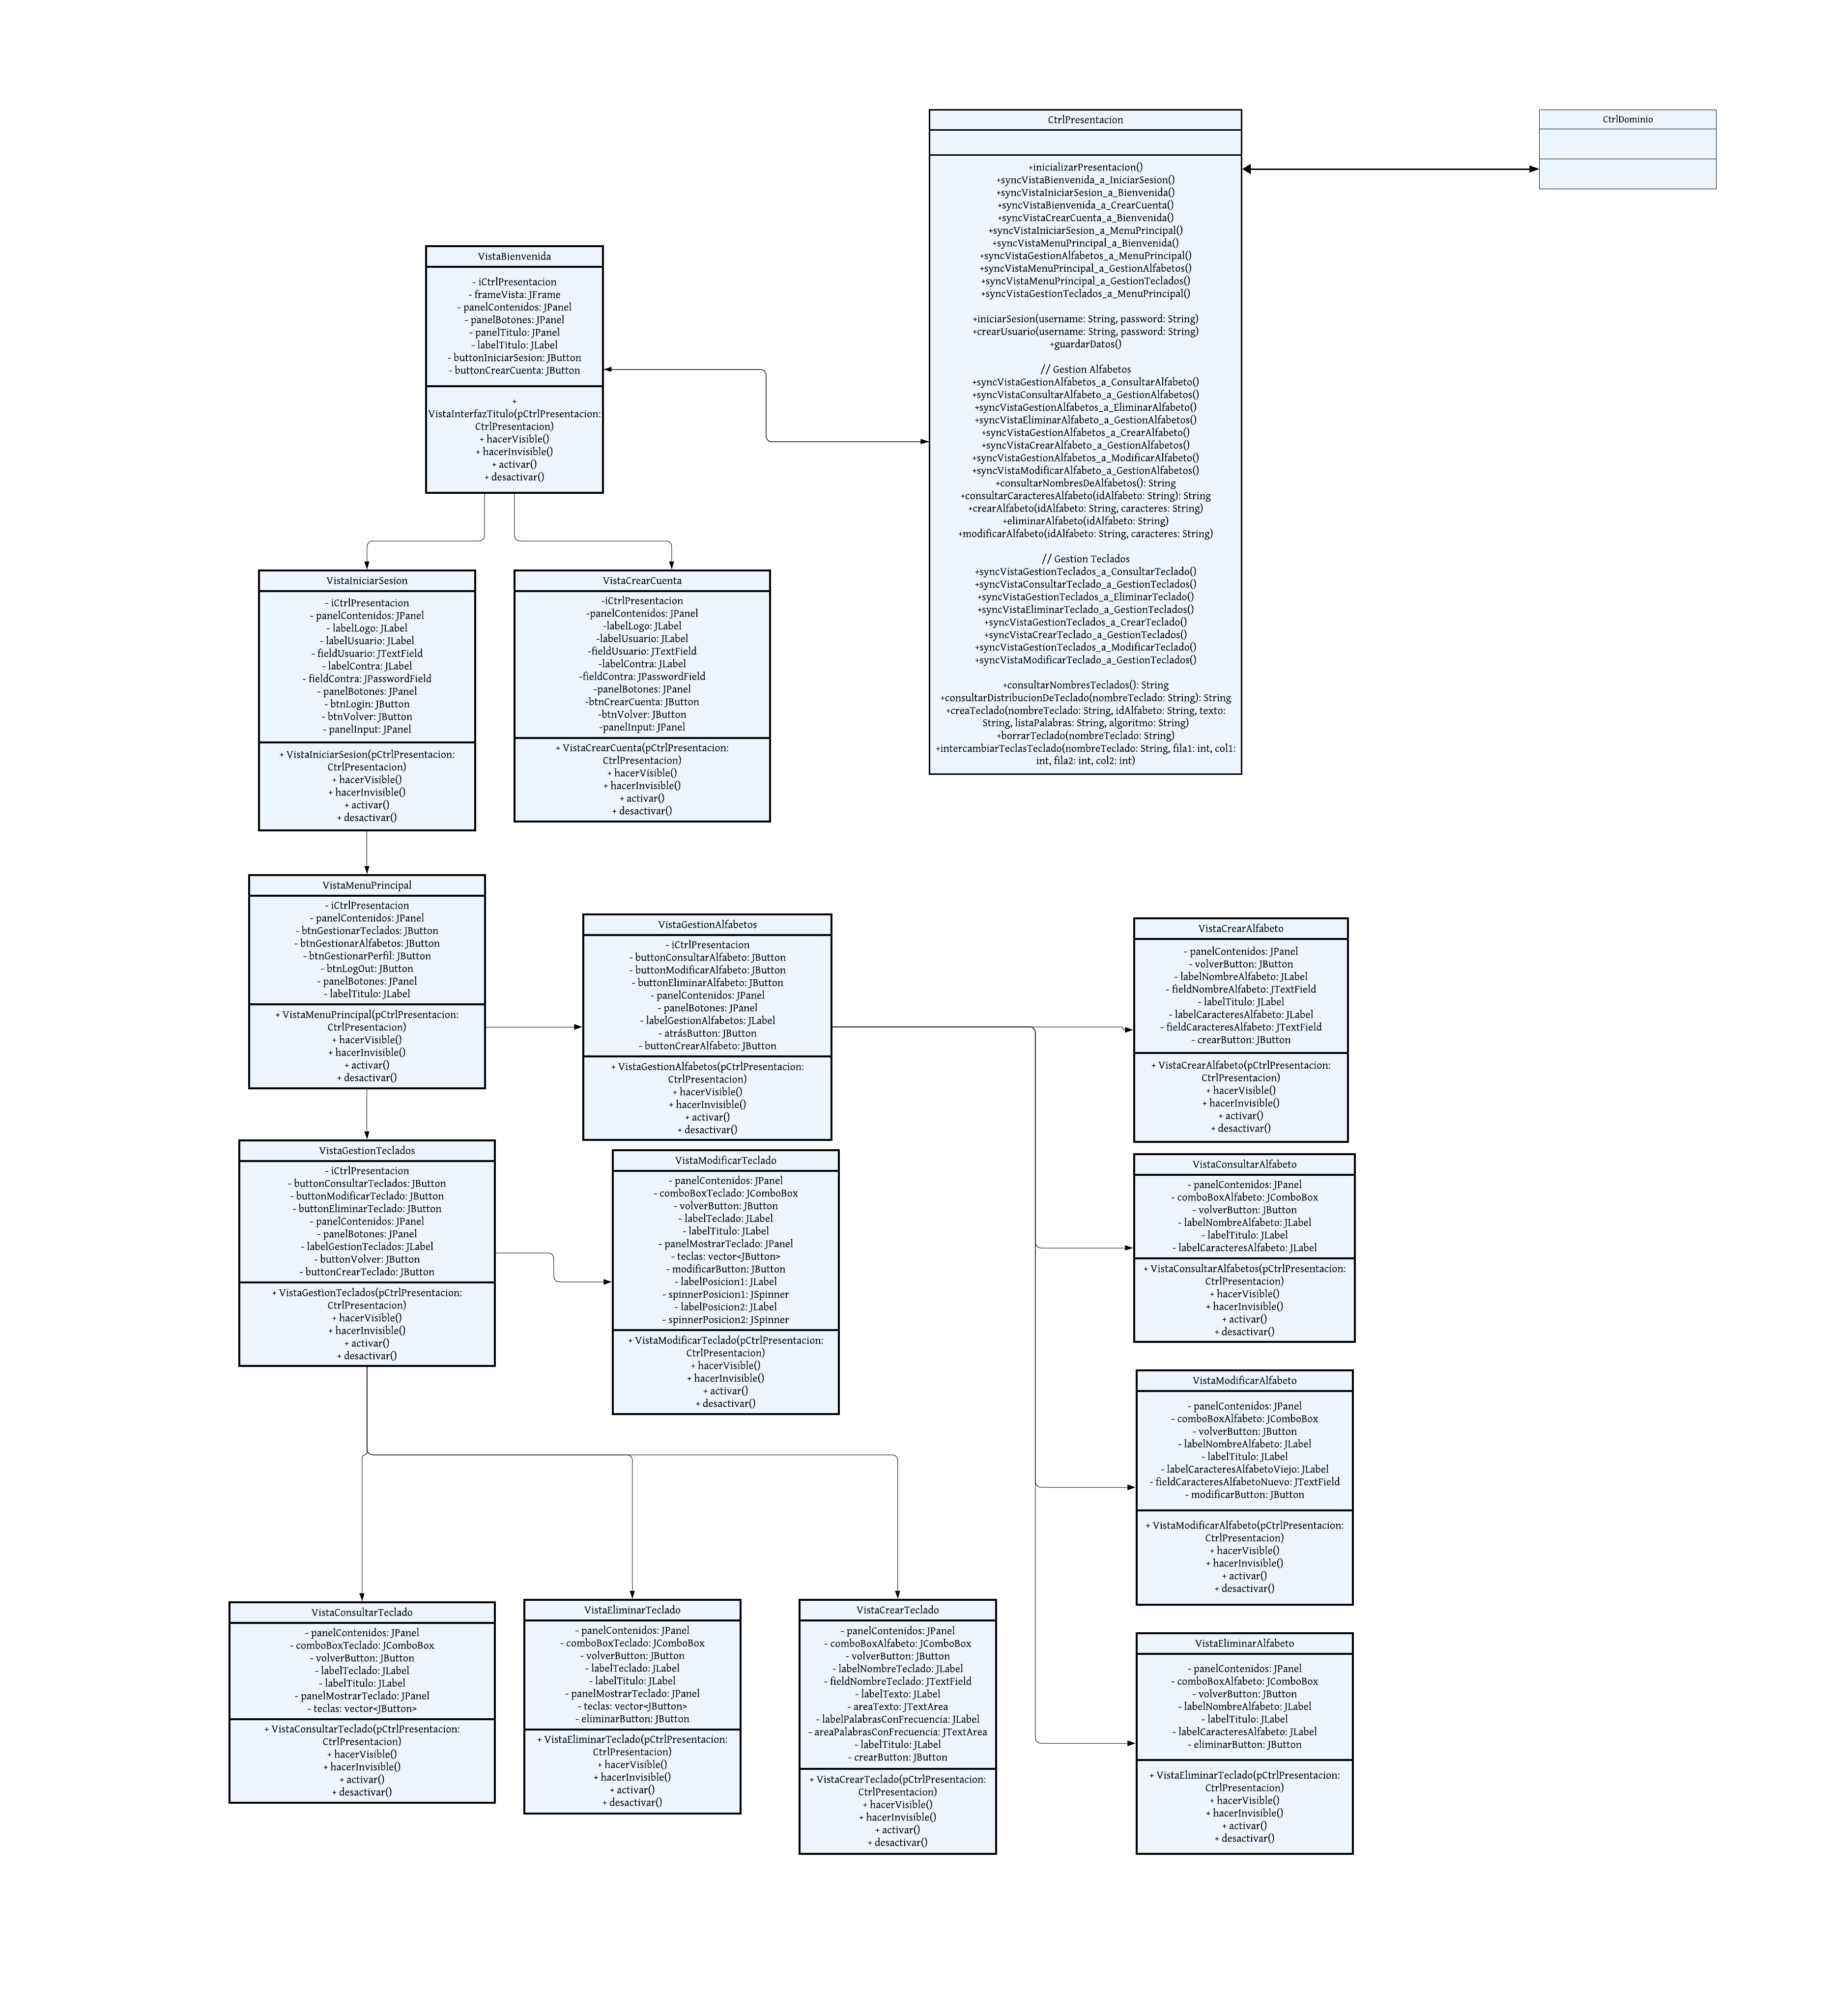 CtrlPresentacion
+inicializarPresentacion()
+syncVistaBienvenida_a_IniciarSesion()
+syncVistaIniciarSesion_a_Bienvenida()
+syncVistaBienvenida_a_CrearCuenta()
+syncVistaCrearCuenta_a_Bienvenida()
+syncVistaIniciarSesion_a_MenuPrincipal()
+syncVistaMenuPrincipal_a_Bienvenida()
+syncVistaGestionAlfabetos_a_MenuPrincipal()
+syncVistaMenuPrincipal_a_GestionAlfabetos()
+syncVistaMenuPrincipal_a_GestionTeclados()
+syncVistaGestionTeclados_a_MenuPrincipal()
+iniciarSesion(username: String, password: String)
+crearUsuario(username: String, password: String)
+guardarDatos()
// Gestion Alfabetos
+syncVistaGestionAlfabetos_a_ConsultarAlfabeto()
+syncVistaConsultarAlfabeto_a_GestionAlfabetos()
+syncVistaGestionAlfabetos_a_EliminarAlfabeto()
+syncVistaEliminarAlfabeto_a_GestionAlfabetos()
+syncVistaGestionAlfabetos_a_CrearAlfabeto()
+syncVistaCrearAlfabeto_a_GestionAlfabetos()
+syncVistaGestionAlfabetos_a_ModificarAlfabeto()
+syncVistaModificarAlfabeto_a_GestionAlfabetos()
+consultarNombresDeAlfabetos(): String
+consultarCaracteresAlfabeto(idAlfabeto: String): String
+crearAlfabeto(idAlfabeto: String, caracteres: String)
+eliminarAlfabeto(idAlfabeto: String)
+modificarAlfabeto(idAlfabeto: String, caracteres: String)
// Gestion Teclados
+syncVistaGestionTeclados_a_ConsultarTeclado()
+syncVistaConsultarTeclado_a_GestionTeclados()
+syncVistaGestionTeclados_a_EliminarTeclado()
+syncVistaEliminarTeclado_a_GestionTeclados()
+syncVistaGestionTeclados_a_CrearTeclado()
+syncVistaCrearTeclado_a_GestionTeclados()
+syncVistaGestionTeclados_a_ModificarTeclado()
+syncVistaModificarTeclado_a_GestionTeclados()
+consultarNombresTeclados(): String
+consultarDistribucionDeTeclado(nombreTeclado: String): String
+creaTeclado(nombreTeclado: String, idAlfabeto: String, texto:
String, listaPalabras: String, algoritmo: String)
+borrarTeclado(nombreTeclado: String)
+intercambiarTeclasTeclado(nombreTeclado: String, fila1: int, col1:
int, fila2: int, col2: int)
CtrlDominio
VistaBienvenida
- iCtrlPresentacion
- frameVista: JFrame
- panelContenidos: JPanel
- panelBotones: JPanel
- panelTitulo: JPanel
- labelTitulo: JLabel
- buttonIniciarSesion: JButton
- buttonCrearCuenta: JButton
+
VistaInterfazTitulo(pCtrlPresentacion:
CtrlPresentacion)
+ hacerVisible()
+ hacerInvisible()
+ activar()
+ desactivar()
VistaIniciarSesion
- iCtrlPresentacion
- panelContenidos: JPanel
- labelLogo: JLabel
- labelUsuario: JLabel
- fieldUsuario: JTextField
- labelContra: JLabel
- fieldContra: JPasswordField
- panelBotones: JPanel
- btnLogin: JButton
- btnVolver: JButton
- panelInput: JPanel
+ VistaIniciarSesion(pCtrlPresentacion:
CtrlPresentacion)
+ hacerVisible()
+ hacerInvisible()
+ activar()
+ desactivar()
VistaCrearCuenta
-iCtrlPresentacion
-panelContenidos: JPanel
-labelLogo: JLabel
-labelUsuario: JLabel
-fieldUsuario: JTextField
-labelContra: JLabel
-fieldContra: JPasswordField
-panelBotones: JPanel
-btnCrearCuenta: JButton
-btnVolver: JButton
-panelInput: JPanel
+ VistaCrearCuenta(pCtrlPresentacion:
CtrlPresentacion)
+ hacerVisible()
+ hacerInvisible()
+ activar()
+ desactivar()
VistaMenuPrincipal
- iCtrlPresentacion
- panelContenidos: JPanel
- btnGestionarTeclados: JButton
- btnGestionarAlfabetos: JButton
- btnGestionarPerfil: JButton
- btnLogOut: JButton
- panelBotones: JPanel
- labelTitulo: JLabel
+ VistaMenuPrincipal(pCtrlPresentacion:
CtrlPresentacion)
+ hacerVisible()
+ hacerInvisible()
+ activar()
+ desactivar()
VistaGestionAlfabetos
- iCtrlPresentacion
- buttonConsultarAlfabeto: JButton
- buttonModificarAlfabeto: JButton
- buttonEliminarAlfabeto: JButton
- panelContenidos: JPanel
- panelBotones: JPanel
- labelGestionAlfabetos: JLabel
- atrásButton: JButton
- buttonCrearAlfabeto: JButton
+ VistaGestionAlfabetos(pCtrlPresentacion:
CtrlPresentacion)
+ hacerVisible()
+ hacerInvisible()
+ activar()
+ desactivar()
VistaCrearAlfabeto
- panelContenidos: JPanel
- volverButton: JButton
- labelNombreAlfabeto: JLabel
- fieldNombreAlfabeto: JTextField
- labelTitulo: JLabel
- labelCaracteresAlfabeto: JLabel
- fieldCaracteresAlfabeto: JTextField
- crearButton: JButton
+ VistaCrearAlfabeto(pCtrlPresentacion:
CtrlPresentacion)
+ hacerVisible()
+ hacerInvisible()
+ activar()
+ desactivar()
VistaGestionTeclados
- iCtrlPresentacion
- buttonConsultarTeclados: JButton
- buttonModificarTeclado: JButton
- buttonEliminarTeclado: JButton
- panelContenidos: JPanel
- panelBotones: JPanel
- labelGestionTeclados: JLabel
- buttonVolver: JButton
- buttonCrearTeclado: JButton
+ VistaGestionTeclados(pCtrlPresentacion:
CtrlPresentacion)
+ hacerVisible()
+ hacerInvisible()
+ activar()
+ desactivar()
VistaModificarTeclado
- panelContenidos: JPanel
- comboBoxTeclado: JComboBox
- volverButton: JButton
- labelTeclado: JLabel
- labelTitulo: JLabel
- panelMostrarTeclado: JPanel
- teclas: vector<JButton>
- modificarButton: JButton
- labelPosicion1: JLabel
- spinnerPosicion1: JSpinner
- labelPosicion2: JLabel
- spinnerPosicion2: JSpinner
+ VistaModificarTeclado(pCtrlPresentacion:
CtrlPresentacion)
+ hacerVisible()
+ hacerInvisible()
+ activar()
+ desactivar()
VistaConsultarAlfabeto
- panelContenidos: JPanel
- comboBoxAlfabeto: JComboBox
- volverButton: JButton
- labelNombreAlfabeto: JLabel
- labelTitulo: JLabel
- labelCaracteresAlfabeto: JLabel
+ VistaConsultarAlfabetos(pCtrlPresentacion:
CtrlPresentacion)
+ hacerVisible()
+ hacerInvisible()
+ activar()
+ desactivar()
VistaModificarAlfabeto
- panelContenidos: JPanel
- comboBoxAlfabeto: JComboBox
- volverButton: JButton
- labelNombreAlfabeto: JLabel
- labelTitulo: JLabel
- labelCaracteresAlfabetoViejo: JLabel
- fieldCaracteresAlfabetoNuevo: JTextField
- modificarButton: JButton
+ VistaModificarAlfabeto(pCtrlPresentacion:
CtrlPresentacion)
+ hacerVisible()
+ hacerInvisible()
+ activar()
+ desactivar()
VistaConsultarTeclado
- panelContenidos: JPanel
- comboBoxTeclado: JComboBox
- volverButton: JButton
- labelTeclado: JLabel
- labelTitulo: JLabel
- panelMostrarTeclado: JPanel
- teclas: vector<JButton>
+ VistaConsultarTeclado(pCtrlPresentacion:
CtrlPresentacion)
+ hacerVisible()
+ hacerInvisible()
+ activar()
+ desactivar()
VistaEliminarTeclado
- panelContenidos: JPanel
- comboBoxTeclado: JComboBox
- volverButton: JButton
- labelTeclado: JLabel
- labelTitulo: JLabel
- panelMostrarTeclado: JPanel
- teclas: vector<JButton>
- eliminarButton: JButton
+ VistaEliminarTeclado(pCtrlPresentacion:
CtrlPresentacion)
+ hacerVisible()
+ hacerInvisible()
+ activar()
+ desactivar()
VistaCrearTeclado
- panelContenidos: JPanel
- comboBoxAlfabeto: JComboBox
- volverButton: JButton
- labelNombreTeclado: JLabel
- fieldNombreTeclado: JTextField
- labelTexto: JLabel
- areaTexto: JTextArea
- labelPalabrasConFrecuencia: JLabel
- areaPalabrasConFrecuencia: JTextArea
- labelTitulo: JLabel
- crearButton: JButton
+ VistaCrearTeclado(pCtrlPresentacion:
CtrlPresentacion)
+ hacerVisible()
+ hacerInvisible()
+ activar()
+ desactivar()
VistaEliminarAlfabeto
- panelContenidos: JPanel
- comboBoxAlfabeto: JComboBox
- volverButton: JButton
- labelNombreAlfabeto: JLabel
- labelTitulo: JLabel
- labelCaracteresAlfabeto: JLabel
- eliminarButton: JButton
+ VistaEliminarTeclado(pCtrlPresentacion:
CtrlPresentacion)
+ hacerVisible()
+ hacerInvisible()
+ activar()
+ desactivar()